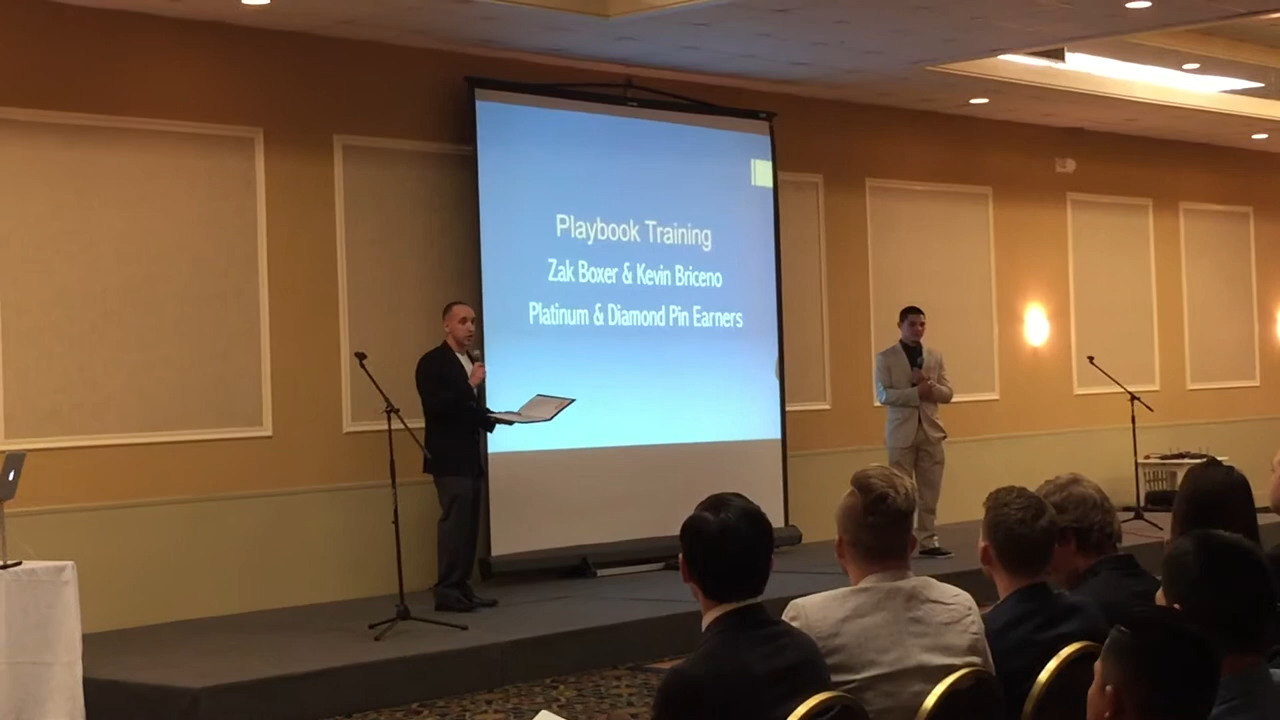 Playbook Training
Zak Boxer & Kevin Briceno
Platinum & Diamond Pin Earners